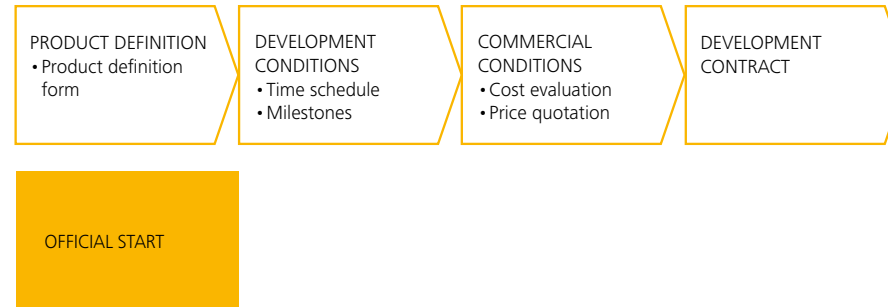 PRODUCT DEFINITION
• Product definition
form
DEVELOPMENT
CONDITIONS
• Time schedule
• Milestones
COMMERCIAL
CONDITIONS
• Cost evaluation
• Price quotation
DEVELOPMENT
CONTRACT
OFFICIAL START